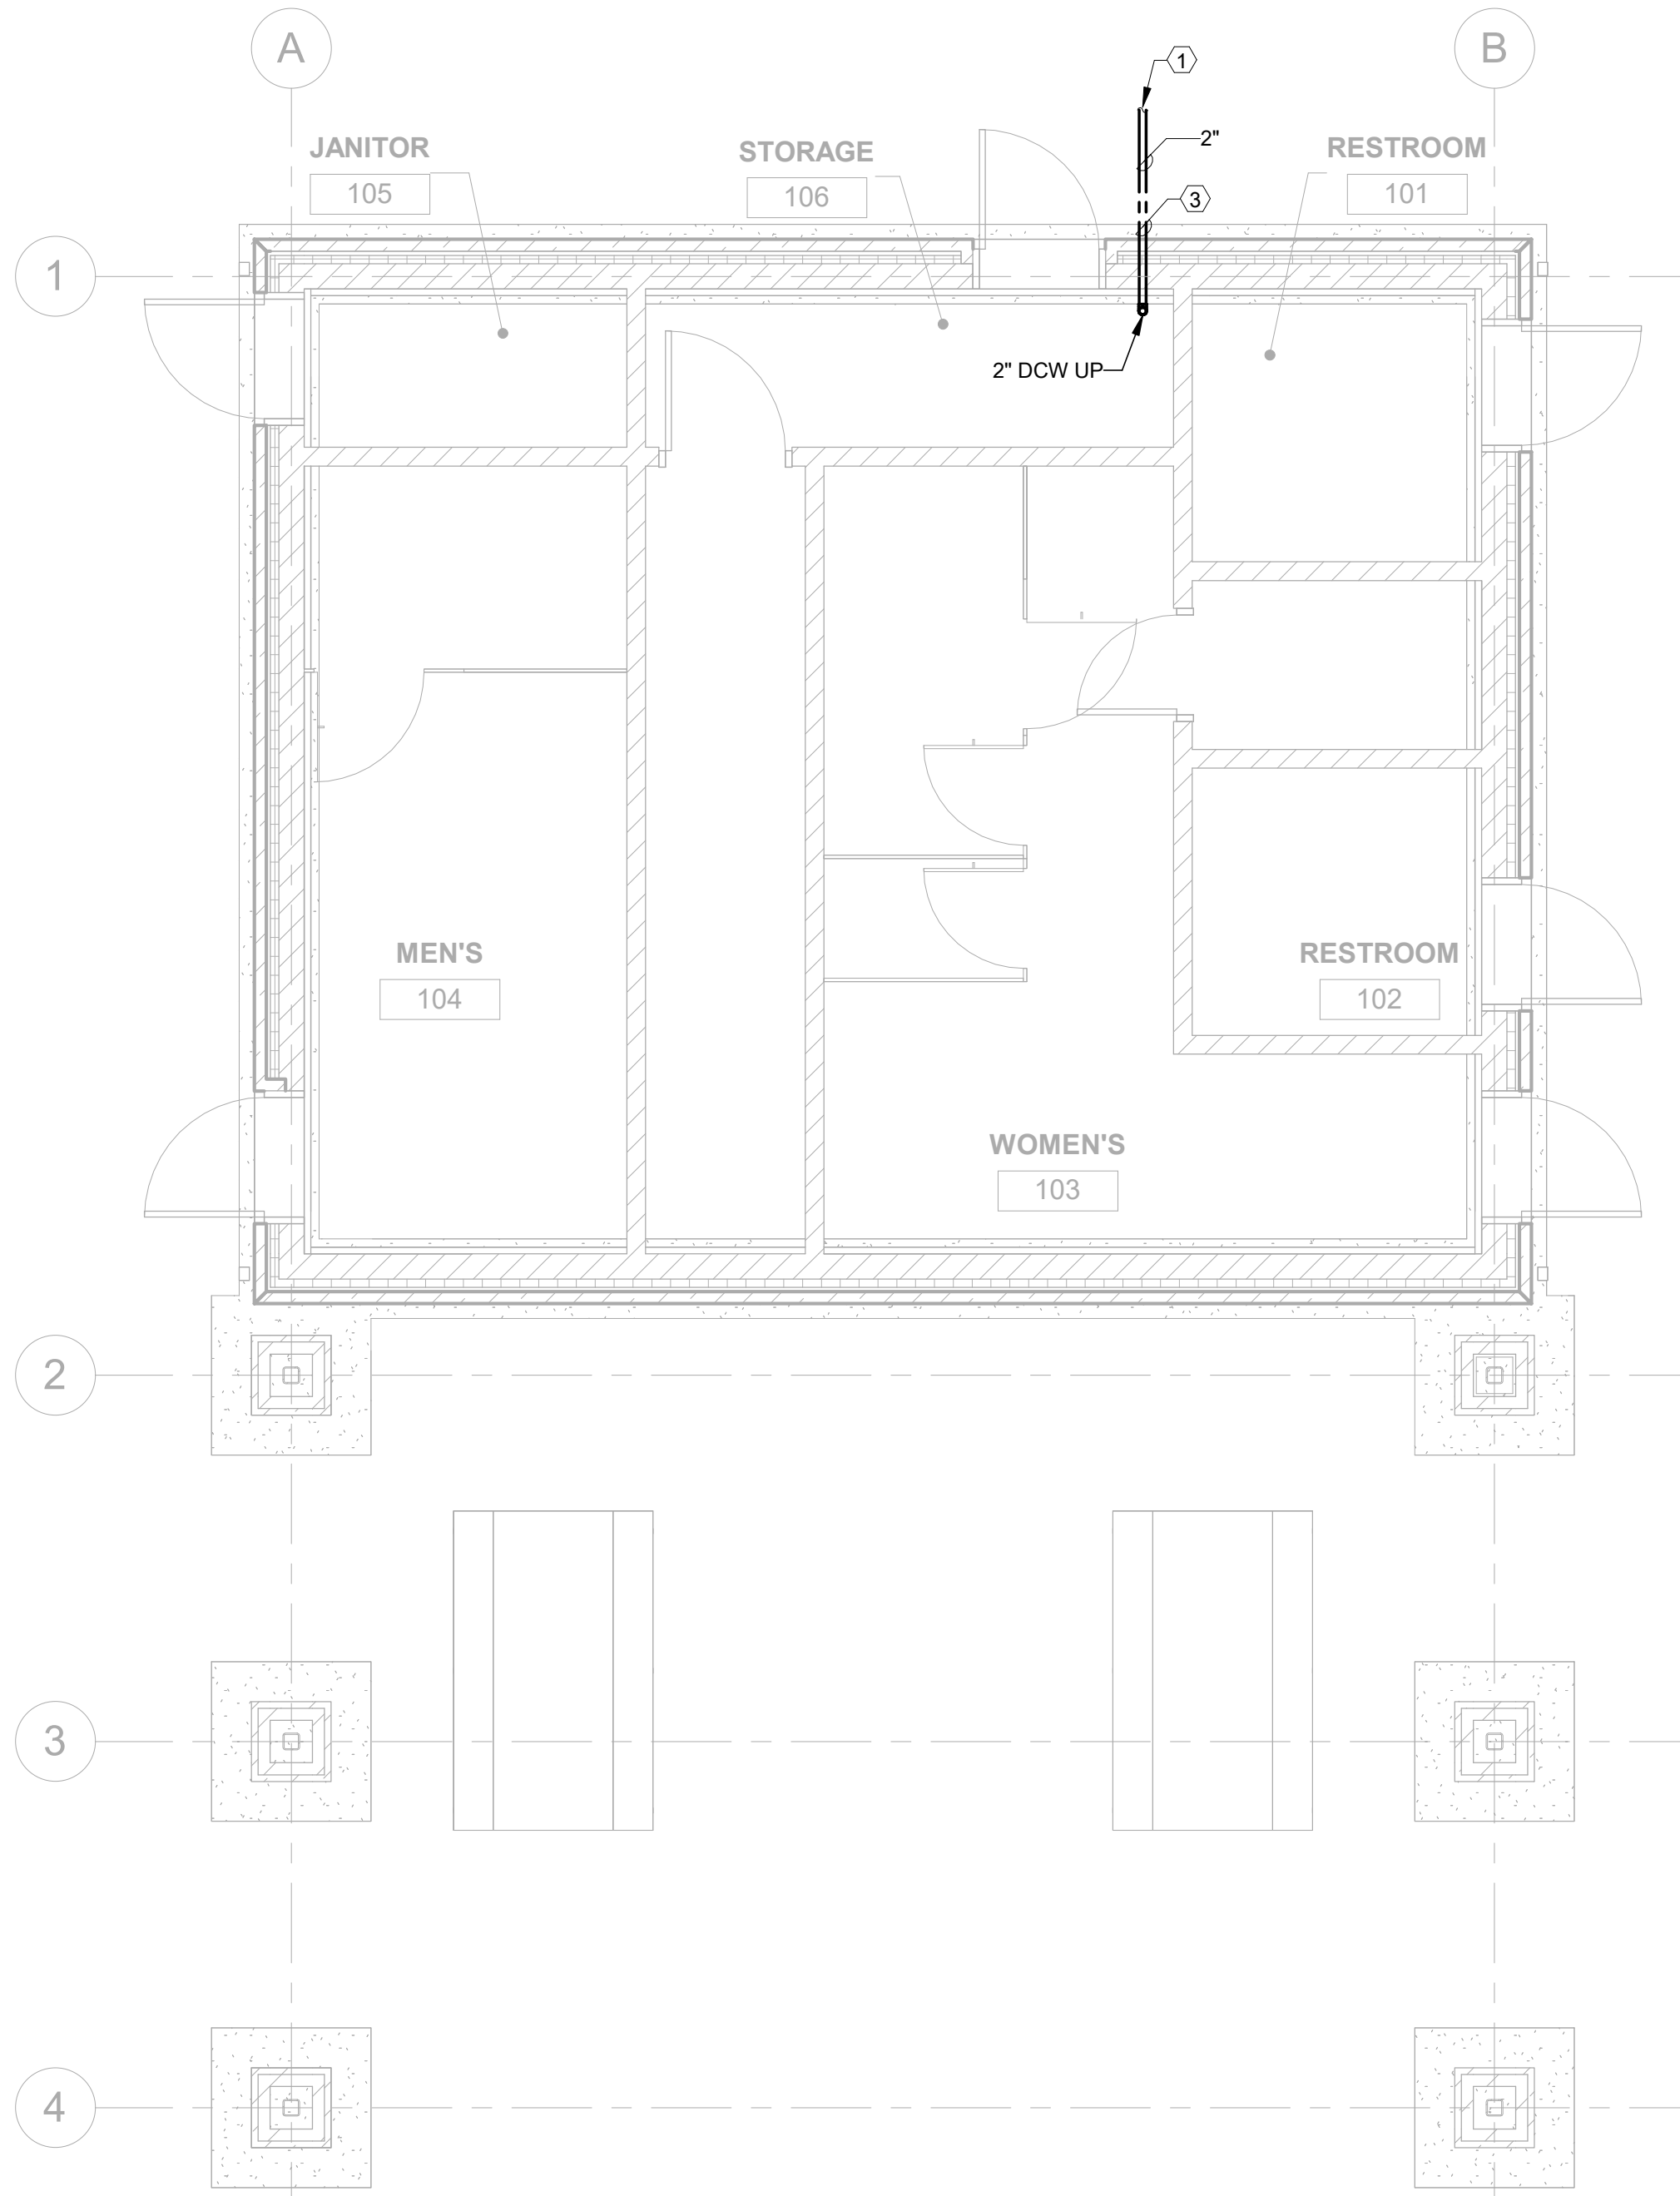 A
B
1
2"
JANITOR
105
STORAGE
106
RESTROOM
101
3
1
2" DCW UP
MEN'S
104
RESTROOM
102
WOMEN'S
103
2
3
4